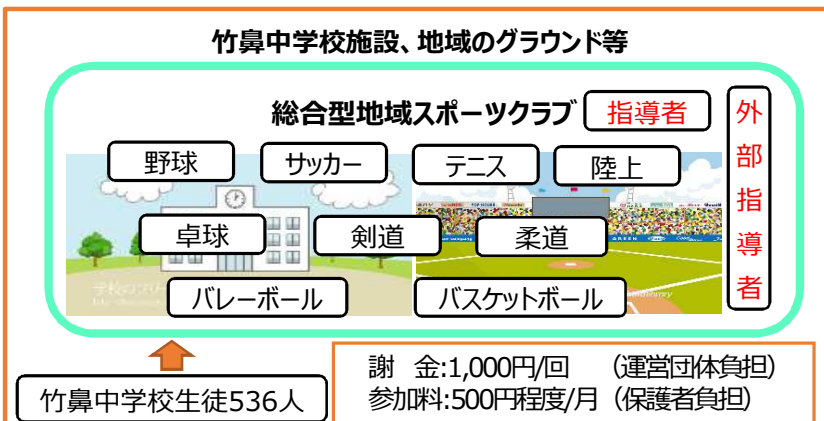 竹鼻中学校施設、地域のグラウンド等
総合型地域スポーツクラブ 指導者
外部指導者
野球 サッカー テニス 陸上
卓球 剣道 柔道
バレーボール バスケットボール
竹鼻中学校生徒536人
謝 金:1,000円/回 (運営団体負担)
参加料:500円程度/月 (保護者負担)